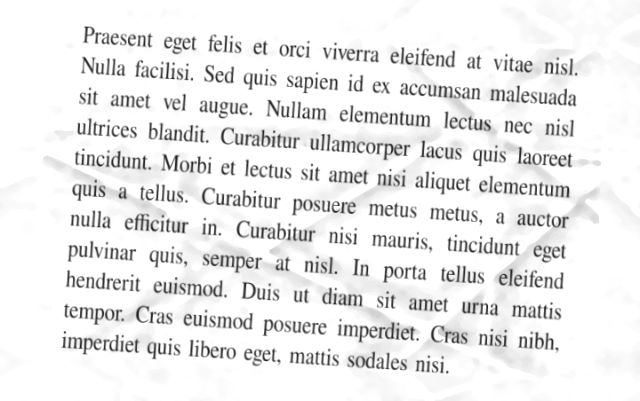 Praesent eget felis et orci viverra eleifend at vitae nisl.
Nulla facilisi. Sed quis sapien id ex accumsan malesuada
sit amet vel augue. Nullam elementum lectus nec nisl
ultrices blandit. Curabitur ullamcorper lacus quis laoreet
tincidunt. Morbi et lectus sit amet nisi aliquet elementum
quis a tellus. Curabitur posuere metus metus, a auctor
nulla efficitur in. Curabitur nisi mauris, tincidunt eget
pulvinar quis, semper at nisl. In porta tellus eleifend
hendrerit euismod. Duis ut diam sit amet urna mattis
tempor. Cras euismod posuere imperdiet. Cras nisi nibh,
imperdiet quis libero eget, mattis sodales nisi.